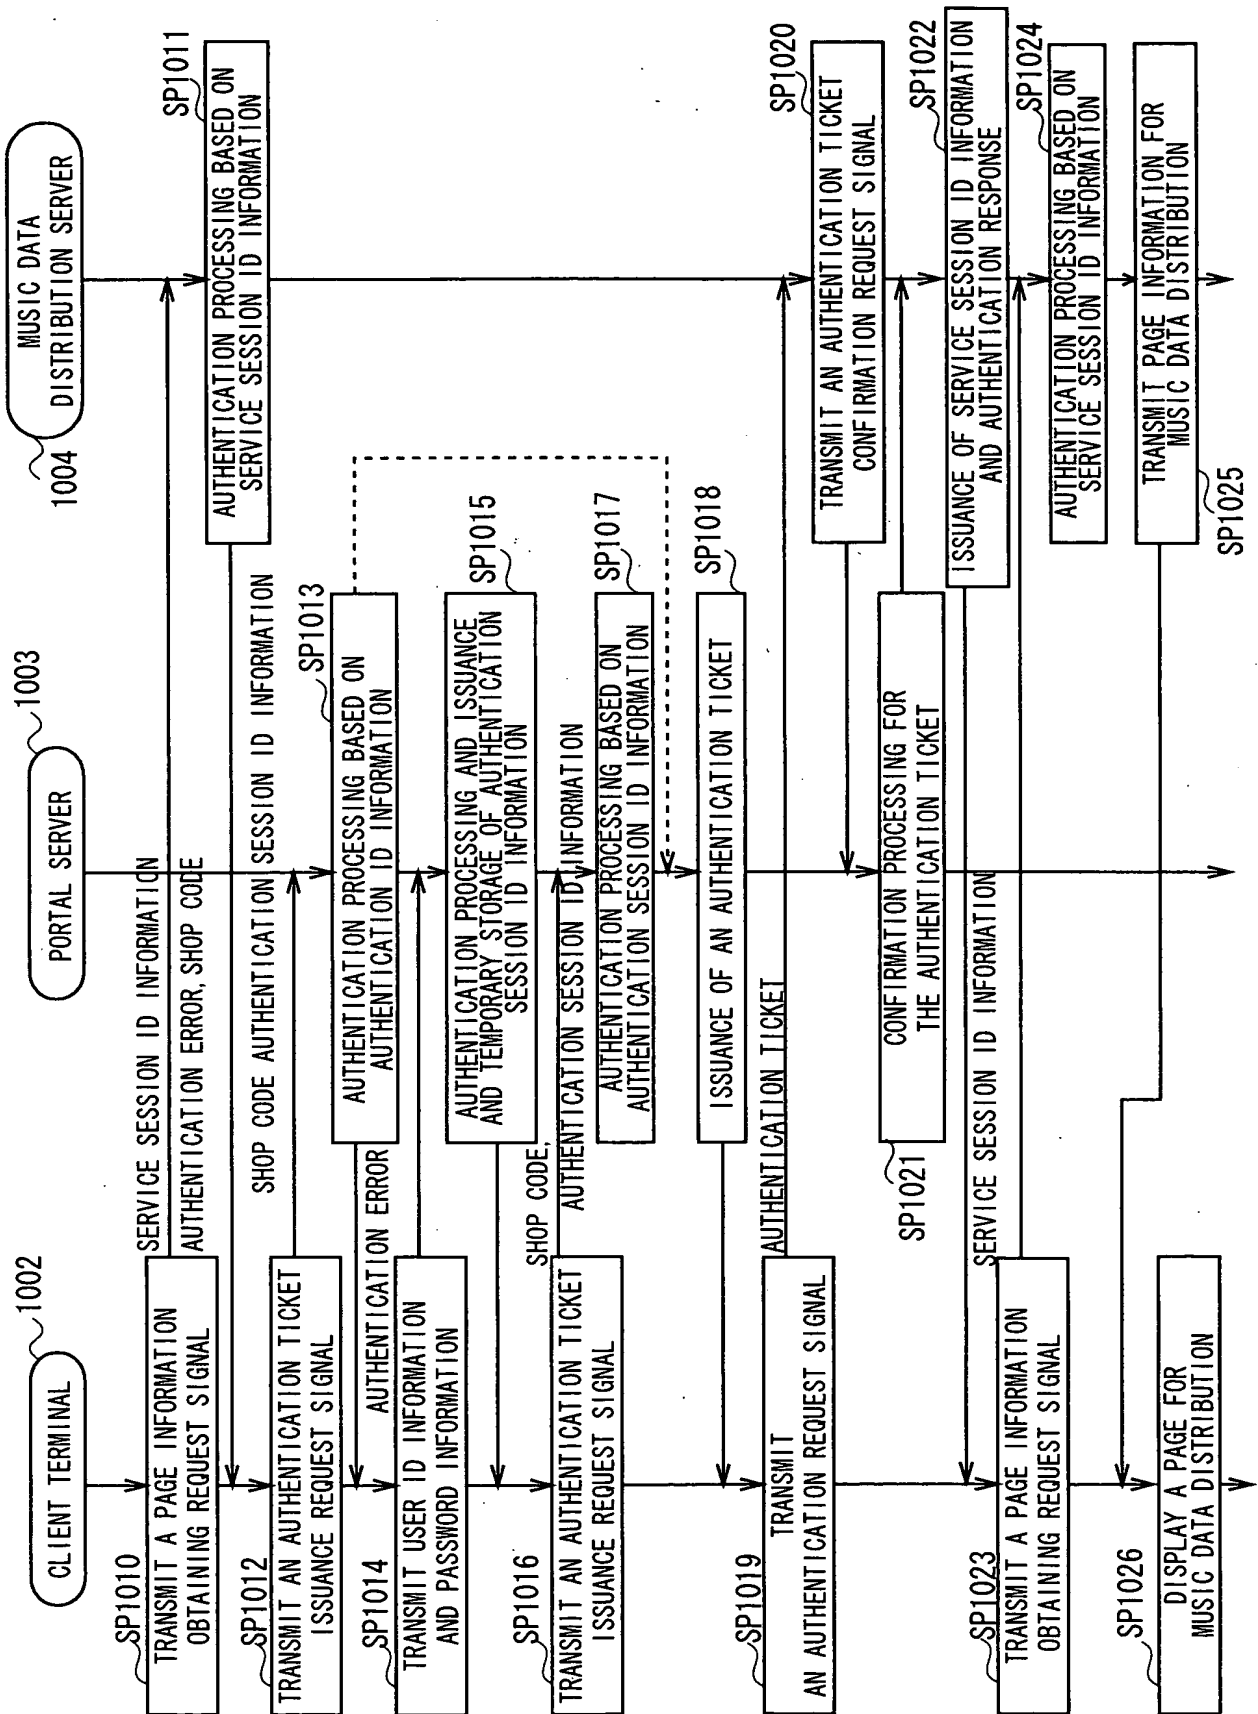 CLIENT TERMINAL
1002
PORTAL SERVER
1003
MUSIC DATA
DISTRIBUTION SERVER
1004
SP1010
TRANSMIT A PAGE INFORMATION
OBTAINING REQUEST SIGNAL
SERVICE SESSION ID INFORMATION
SP1011
AUTHENTICATION PROCESSING BASED ON
SERVICE SESSION ID INFORMATION
AUTHENTICATION ERROR, SHOP CODE
SP1012
TRANSMIT AN AUTHENTICATION TICKET
ISSUANCE REQUEST SIGNAL
SHOP CODE AUTHENTICATION SESSION ID INFORMATION
SP1013
AUTHENTICATION PROCESSING BASED ON
AUTHENTICATION ID INFORMATION
AUTHENTICATION ERROR
SP1014
TRANSMIT USER ID INFORMATION
AND PASSWORD INFORMATION
SP1015
AUTHENTICATION PROCESSING AND ISSUANCE
AND TEMPORARY STORAGE OF AUTHENTICATION
SESSION ID INFORMATION
SP1016
TRANSMIT AN AUTHENTICATION TICKET
ISSUANCE REQUEST SIGNAL
SHOP CODE,
AUTHENTICATION SESSION ID INFORMATION
SP1017
AUTHENTICATION PROCESSING BASED ON
AUTHENTICATION SESSION ID INFORMATION
SP1018
ISSUANCE OF AN AUTHENTICATION TICKET
SP1019
TRANSMIT
AN AUTHENTICATION REQUEST SIGNAL
AUTHENTICATION TICKET
SP1020
TRANSMIT AN AUTHENTICATION TICKET
CONFIRMATION REQUEST SIGNAL
SP1021
CONFIRMATION PROCESSING FOR
THE AUTHENTICATION TICKET
SP1022
ISSUANCE OF SERVICE SESSION ID INFORMATION
AND AUTHENTICATION RESPONSE
SERVICE SESSION ID INFORMATION
SP1023
TRANSMIT A PAGE INFORMATION
OBTAINING REQUEST SIGNAL
SP1024
AUTHENTICATION PROCESSING BASED ON
SERVICE SESSION ID INFORMATION
TRANSMIT PAGE INFORMATION FOR
MUSIC DATA DISTRIBUTION
SP1025
SP1026
DISPLAY A PAGE FOR
MUSIC DATA DISTRIBUTION